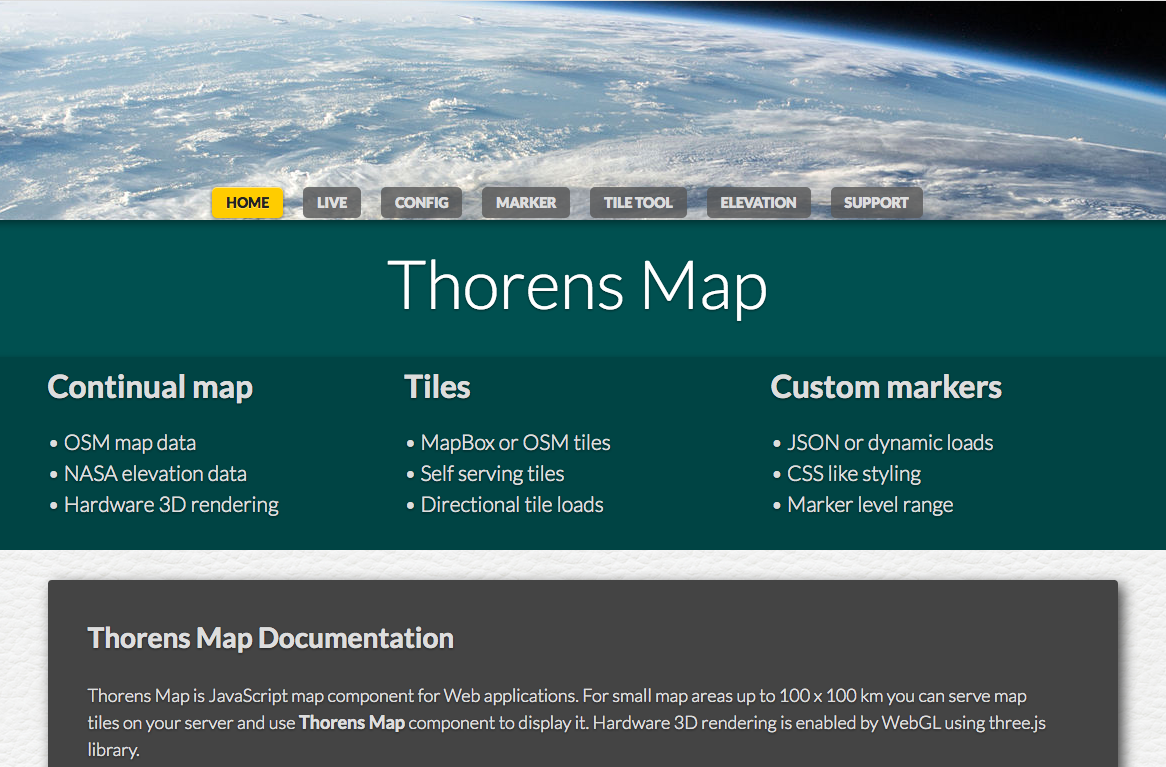 HOME LIVE CONFIG MARKER TILE TOOL ELEVATION SUPPORT
Thorens Map
Continual map
• OSM map data
• NASA elevation data
• Hardware 3D rendering
Tiles
• MapBox or OSM tiles
• Self serving tiles
• Directional tile loads
Custom markers
• JSON or dynamic loads
• CSS like styling
• Marker level range
Thorens Map Documentation
Thorens Map is JavaScript map component for Web applications. For small map areas up to 100 x 100 km you can serve map
tiles on your server and use Thorens Map component to display it. Hardware 3D rendering is enabled by WebGL using three.js
library.